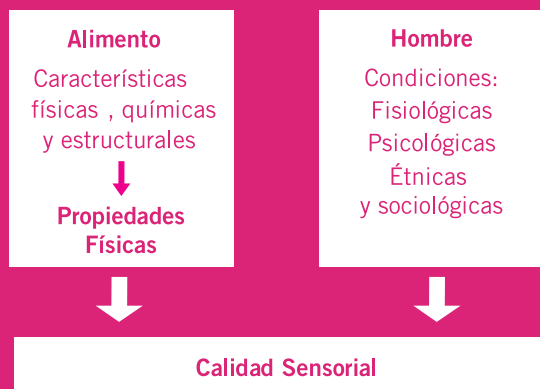 Alimento
Características
físicas , químicas
y estructurales
Propiedades
Físicas
Hombre
Condiciones:
Fisiológicas
Psicológicas
Étnicas
y sociológicas
Calidad Sensorial